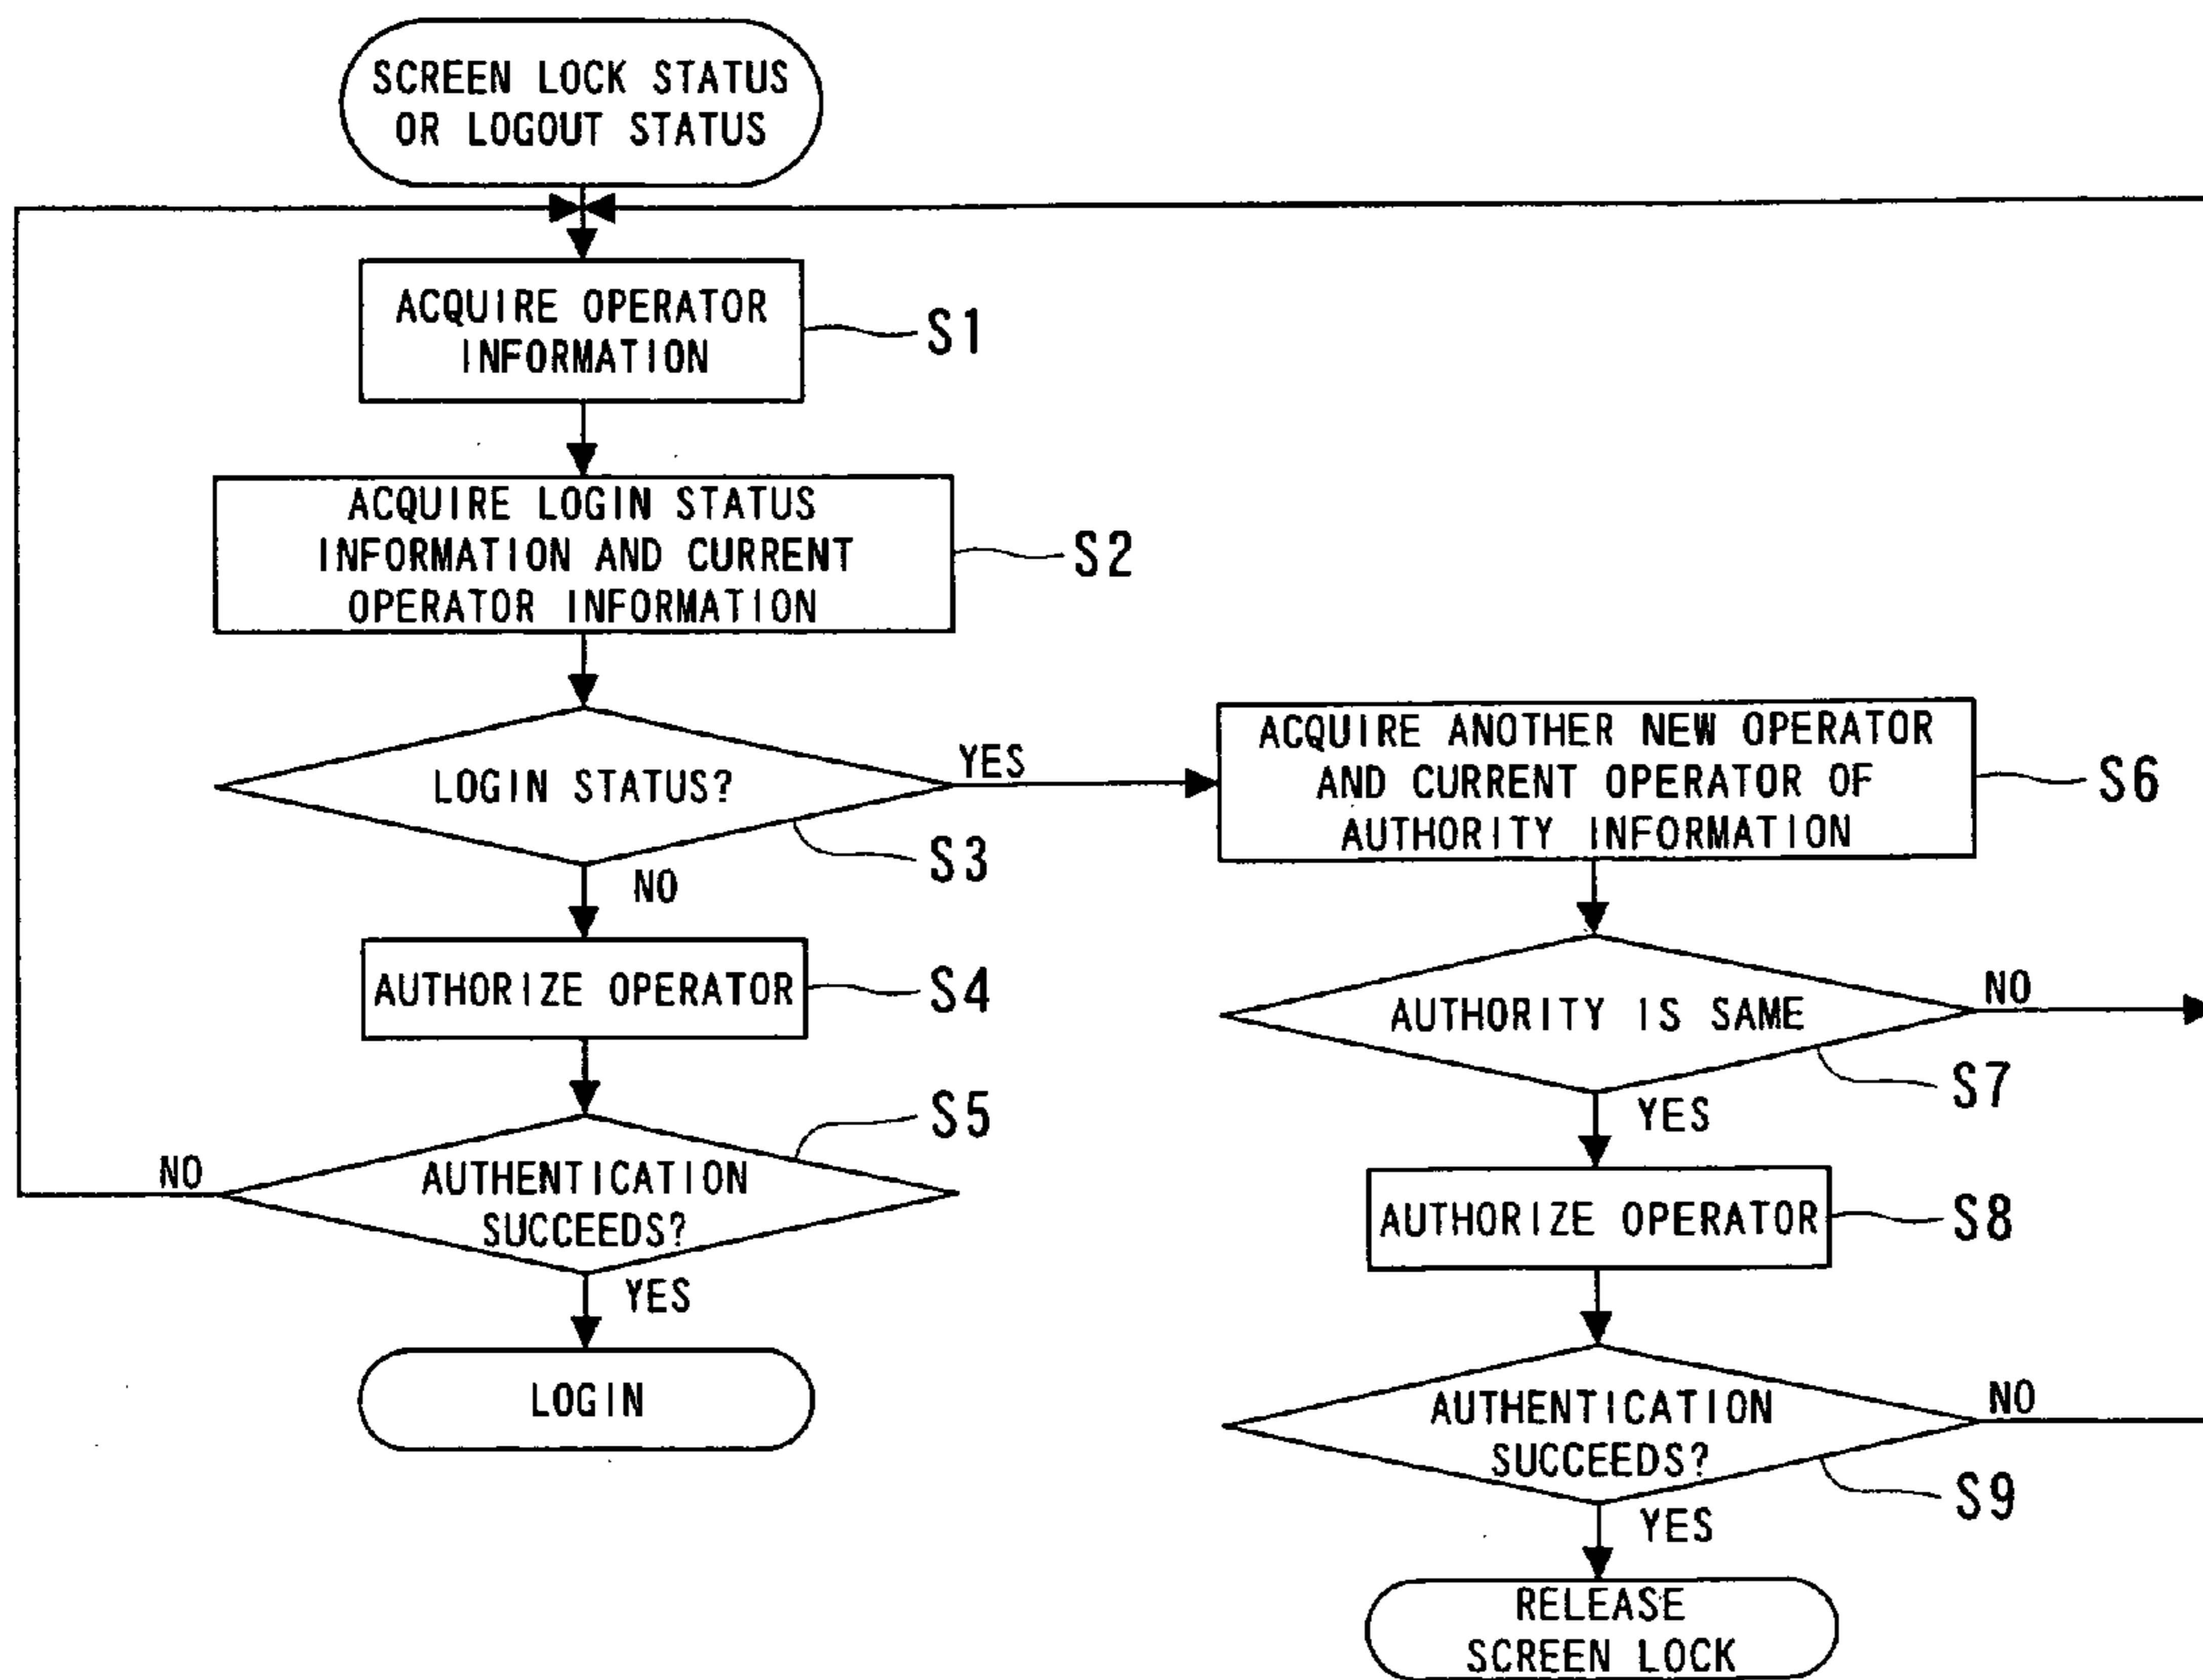 SCREEN LOCK STATUS
OR LOGOUT STATUS
ACQUIRE OPERATOR
INFORMATION
S1
ACQUIRE LOGIN STATUS
INFORMATION AND CURRENT
OPERATOR INFORMATION
S2
LOGIN STATUS?
YES
S3
NO
AUTHORIZE OPERATOR
S4
S5
NO
AUTHENTICATION
SUCCEEDS?
YES
LOGIN
ACQUIRE ANOTHER NEW OPERATOR
AND CURRENT OPERATOR OF
AUTHORITY INFORMATION
S6
AUTHORITY IS SAME
NO
S7
YES
AUTHORIZE OPERATOR
S8
AUTHENTICATION
SUCCEEDS?
NO
S9
YES
RELEASE
SCREEN LOCK